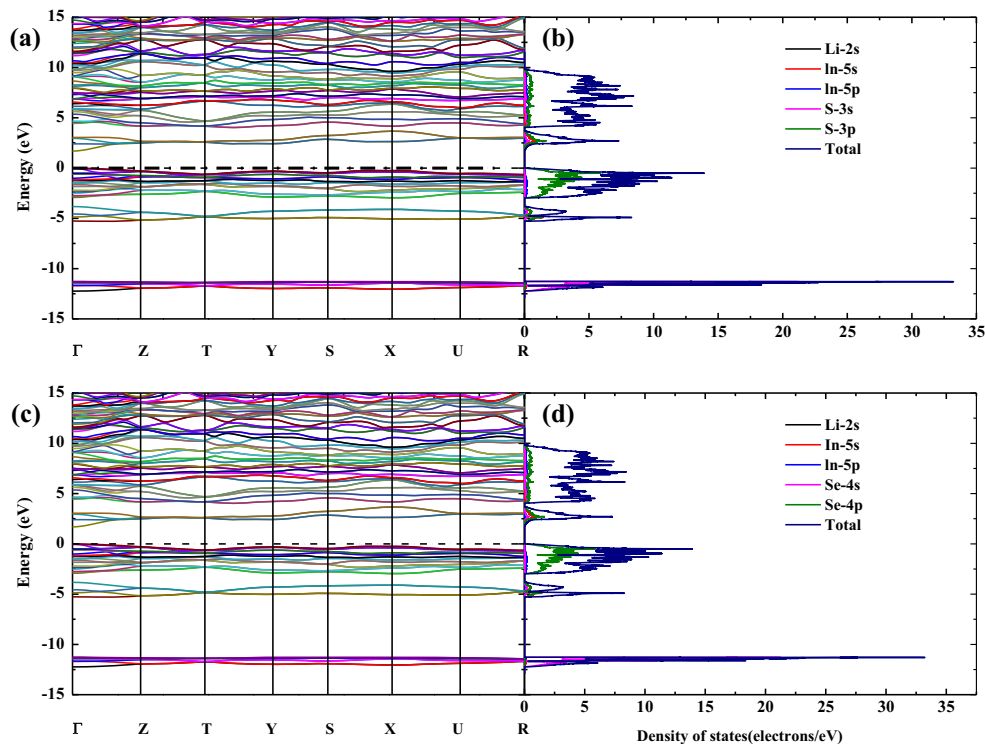 (a)
(b)
15
10
5
0
-5
-10
-15
Energy (eV)
Γ Z T Y S X U R
Li-2s
In-5s
In-5p
S-3s
S-3p
Total
0 5 10 15 20 25 30 35
(c)
(d)
15
10
5
0
-5
-10
-15
Energy (eV)
Γ Z T Y S X U R
Li-2s
In-5s
In-5p
Se-4s
Se-4p
Total
0 5 10 15 20 25 30 35
Density of states(electrons/eV)